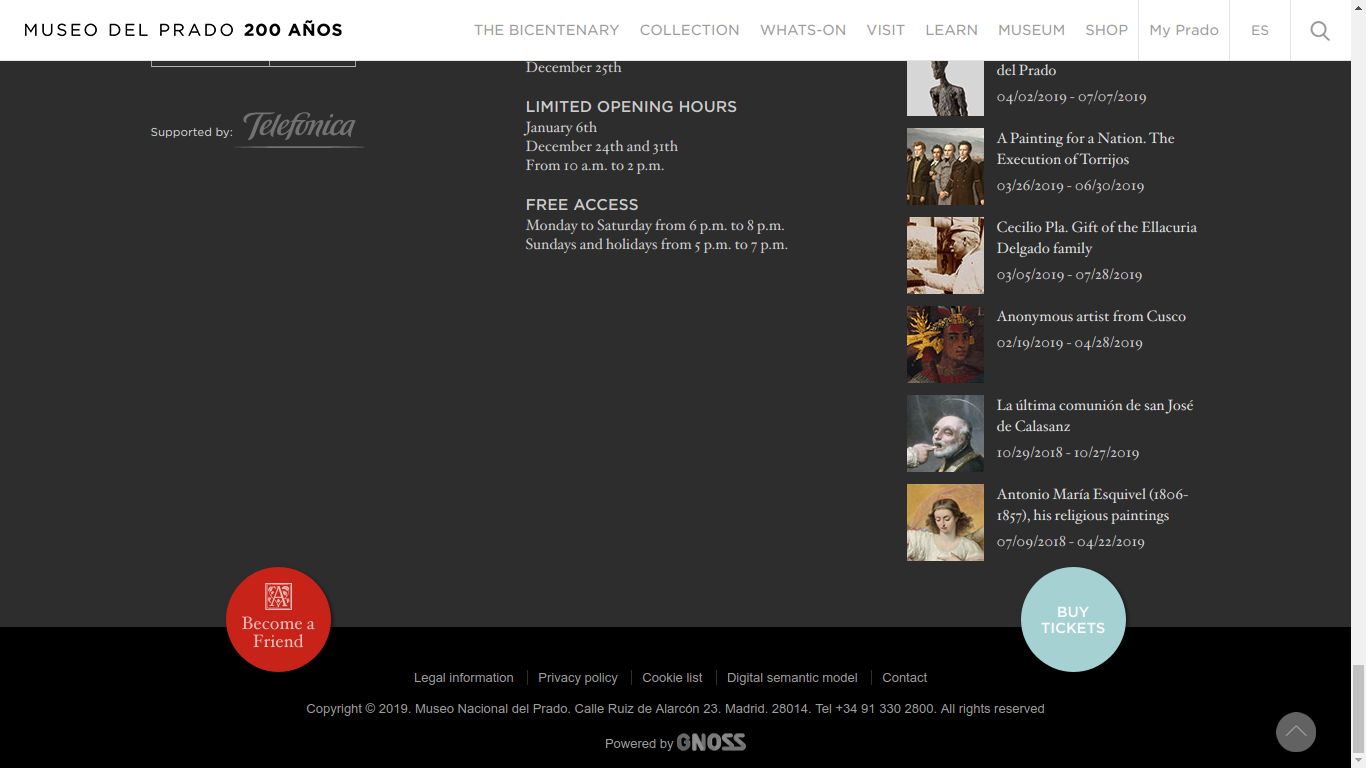 MUSEO DEL PRADO 200 AÑOS
THE BICENTENARY
COLLECTION
WHATS-ON
VISIT
LEARN
MUSEUM
SHOP
My Prado
ES
Supported by:
Telefónica
December 25th
LIMITED OPENING HOURS
January 6th
December 24th and 31th
From 10 a.m. to 2 p.m.
FREE ACCESS
Monday to Saturday from 6 p.m. to 8 p.m.
Sundays and holidays from 5 p.m. to 7 p.m.
del Prado
04/02/2019 - 07/07/2019
A Painting for a Nation. The
Execution of Torrijos
03/26/2019 - 06/30/2019
Cecilio Pla. Gift of the Ellacuria
Delgado family
03/05/2019 - 07/28/2019
Anonymous artist from Cusco
02/19/2019 - 04/28/2019
La última comunión de san José
de Calasanz
10/29/2018 - 10/27/2019
Antonio María Esquivel (1806-
1857), his religious paintings
07/09/2018 - 04/22/2019
A
Become a
Friend
BUY
TICKETS
Legal information
Privacy policy
Cookie list
Digital semantic model
Contact
Copyright © 2019. Museo Nacional del Prado. Calle Ruiz de Alarcón 23. Madrid. 28014. Tel +34 91 330 2800. All rights reserved
Powered by GNOSS